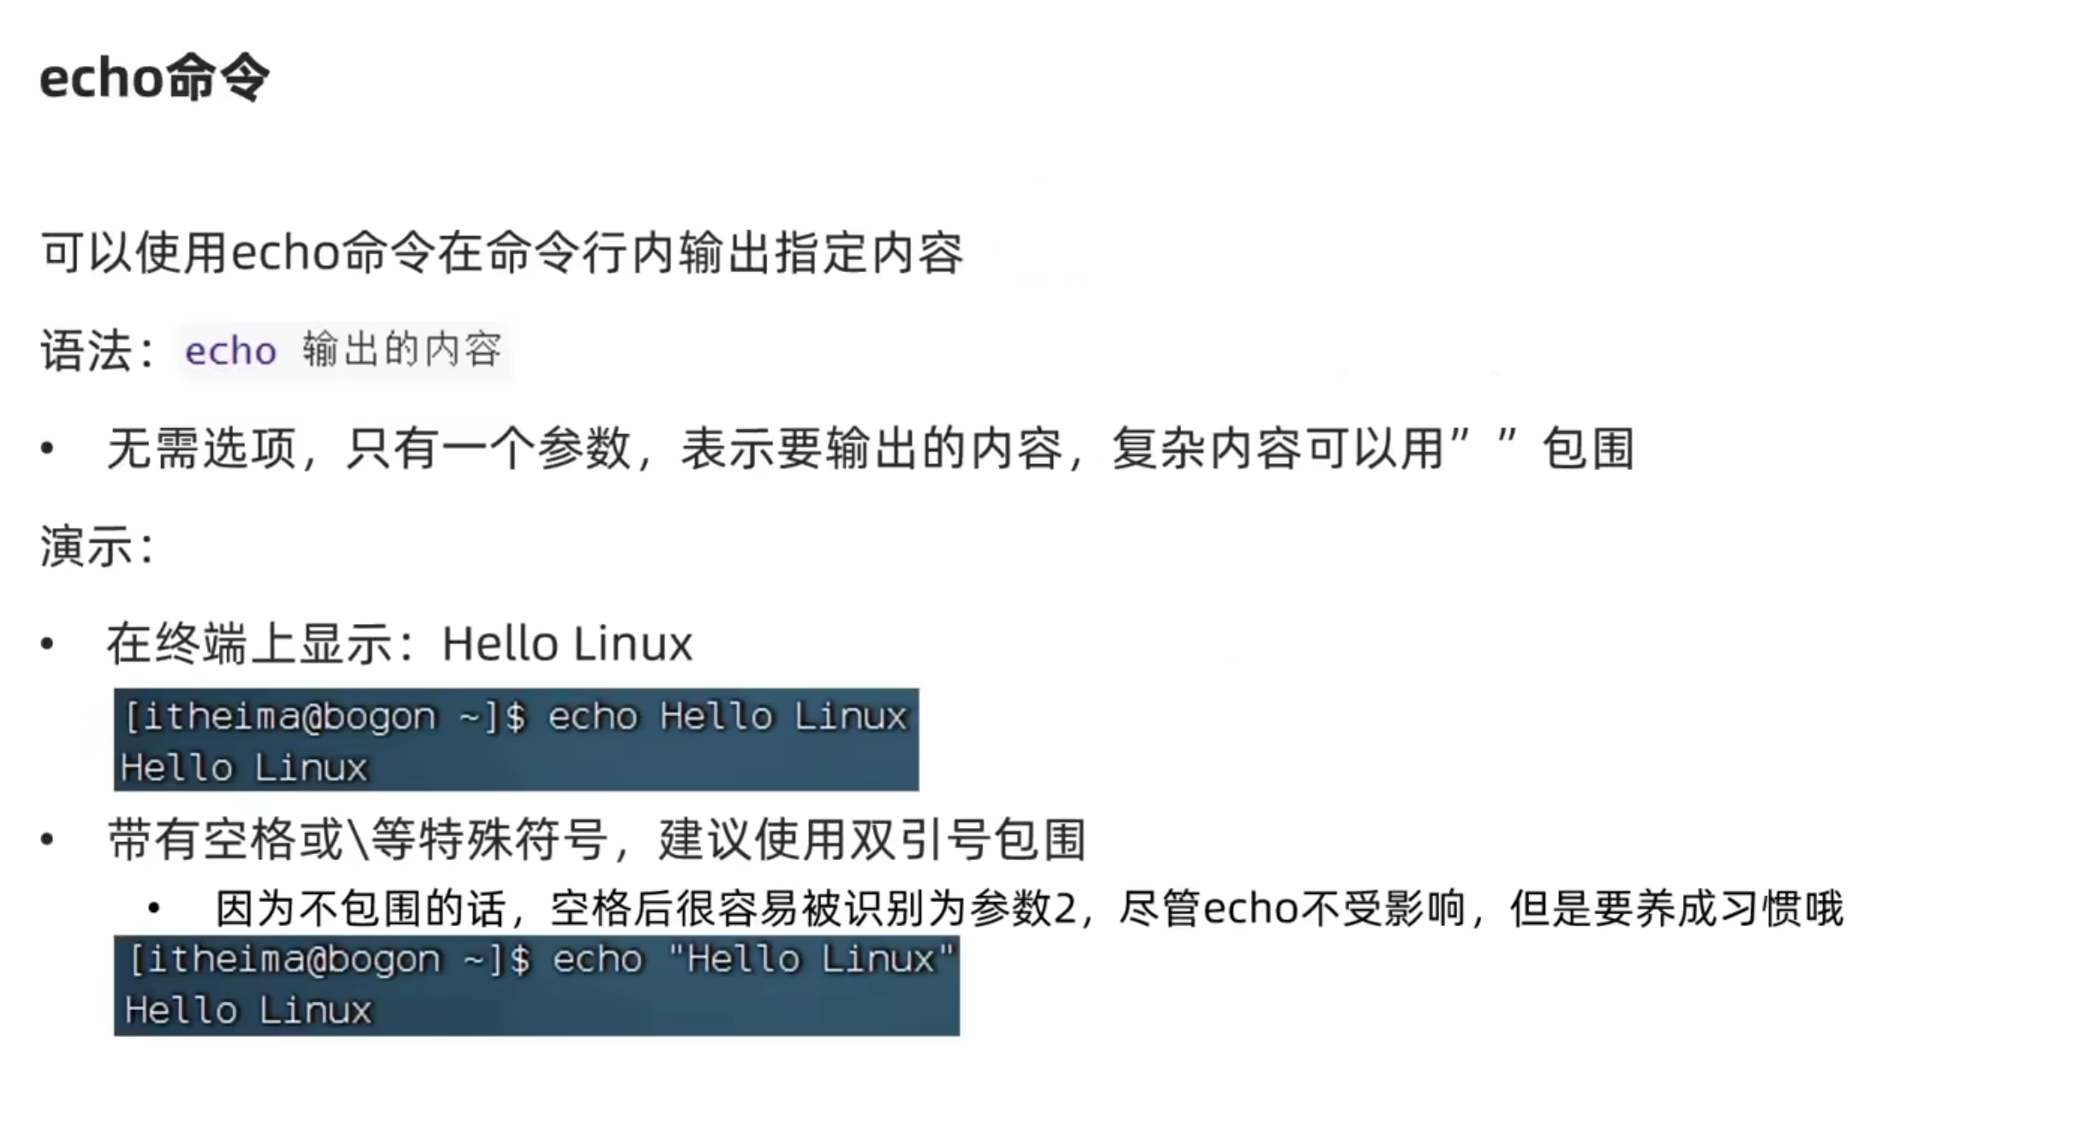 echo命令
可以使用echo命令在命令行内输出指定内容
语法：echo 输出的内容
• 无需选项，只有一个参数，表示要输出的内容，复杂内容可以用” ”包围
演示：
• 在终端上显示：Hello Linux
[itheima@bogon ~]$ echo Hello Linux
Hello Linux
• 带有空格或\等特殊符号，建议使用双引号包围
• 因为不包围的话，空格后很容易被识别为参数2，尽管echo不受影响，但是要养成习惯哦
[itheima@bogon ~]$ echo "Hello Linux"
Hello Linux